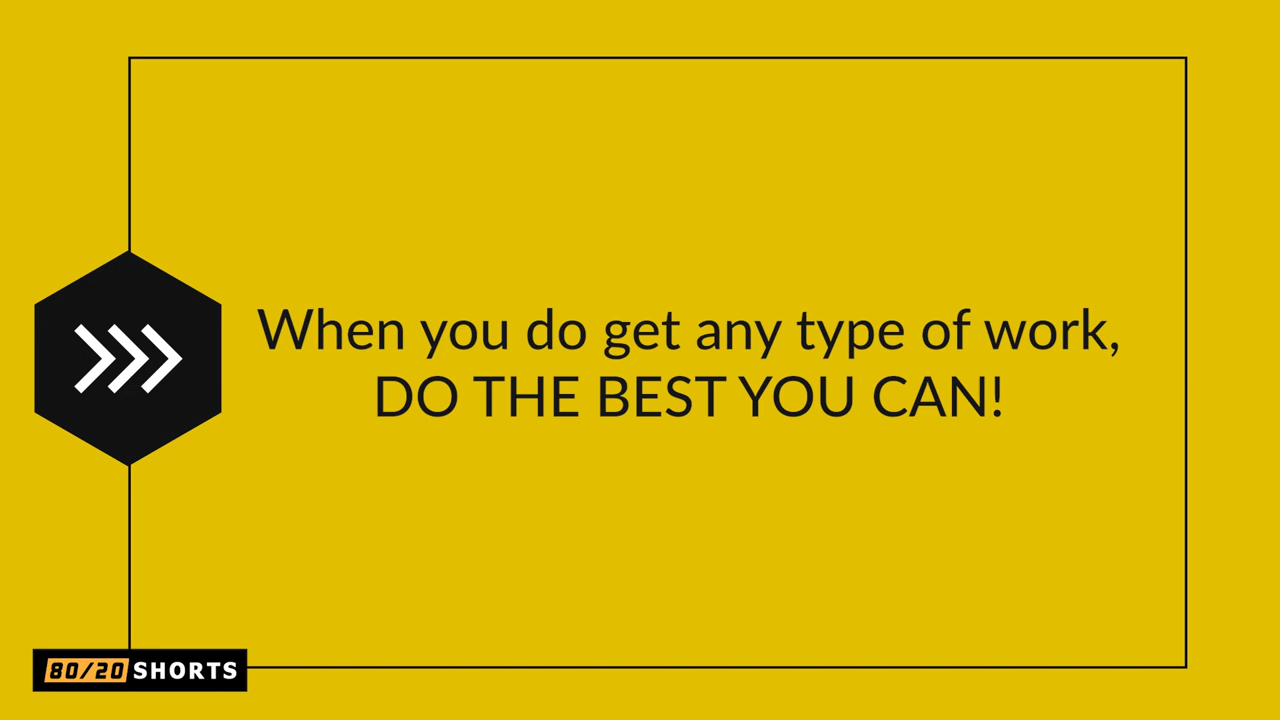 When you do get any type of work,
DO THE BEST YOU CAN!
80/20 SHORTS